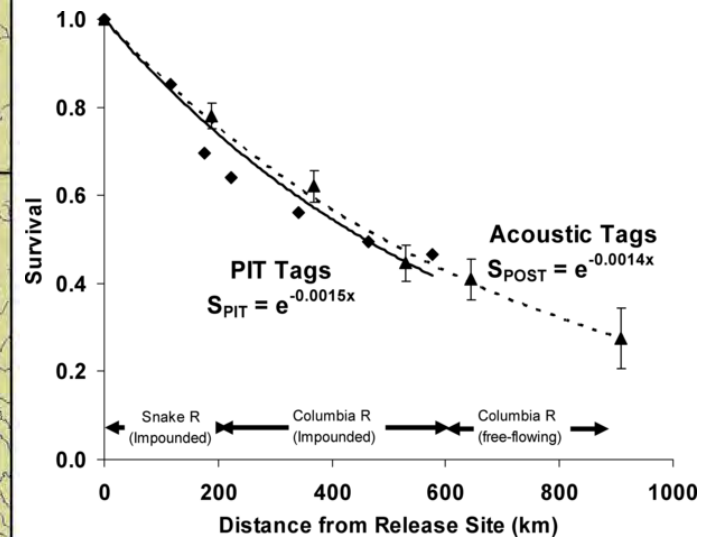 1.0
0.8
0.6
0.4
0.2
0.0
Survival
Acoustic Tags
S_POST = e^-0.0014x
PIT Tags
S_PIT = e^-0.0015x
Snake R
(Impounded)
Columbia R
(Impounded)
Columbia R
(free-flowing)
0 200 400 600 800 1000
Distance from Release Site (km)